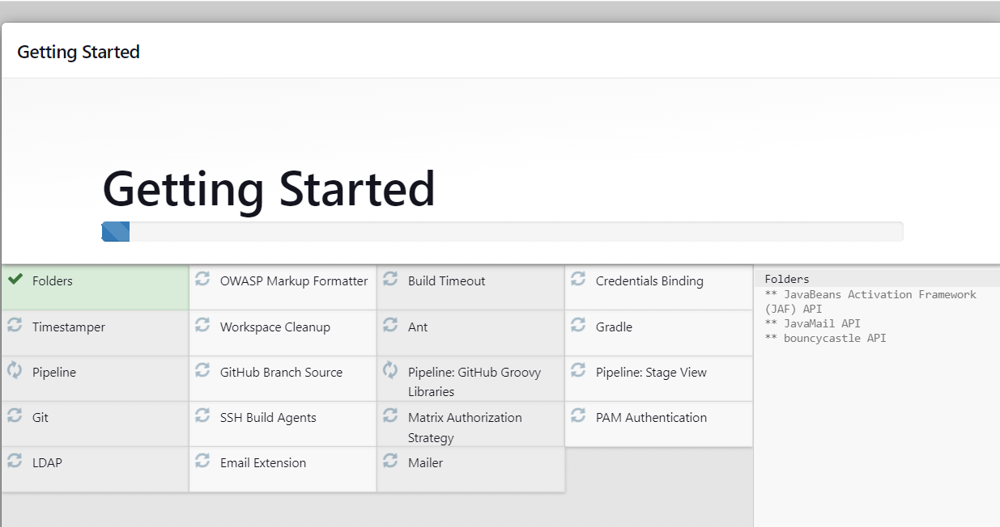 Getting Started
Getting Started
Folders
OWASP Markup Formatter
Build Timeout
Credentials Binding
Timestamper
Workspace Cleanup
Ant
Gradle
Pipeline
GitHub Branch Source
Pipeline: GitHub Groovy
Libraries
Pipeline: Stage View
Git
SSH Build Agents
Matrix Authorization
Strategy
PAM Authentication
LDAP
Email Extension
Mailer
Folders
** JavaBeans Activation Framework
(JAF) API
** JavaMail API
** bouncycastle API